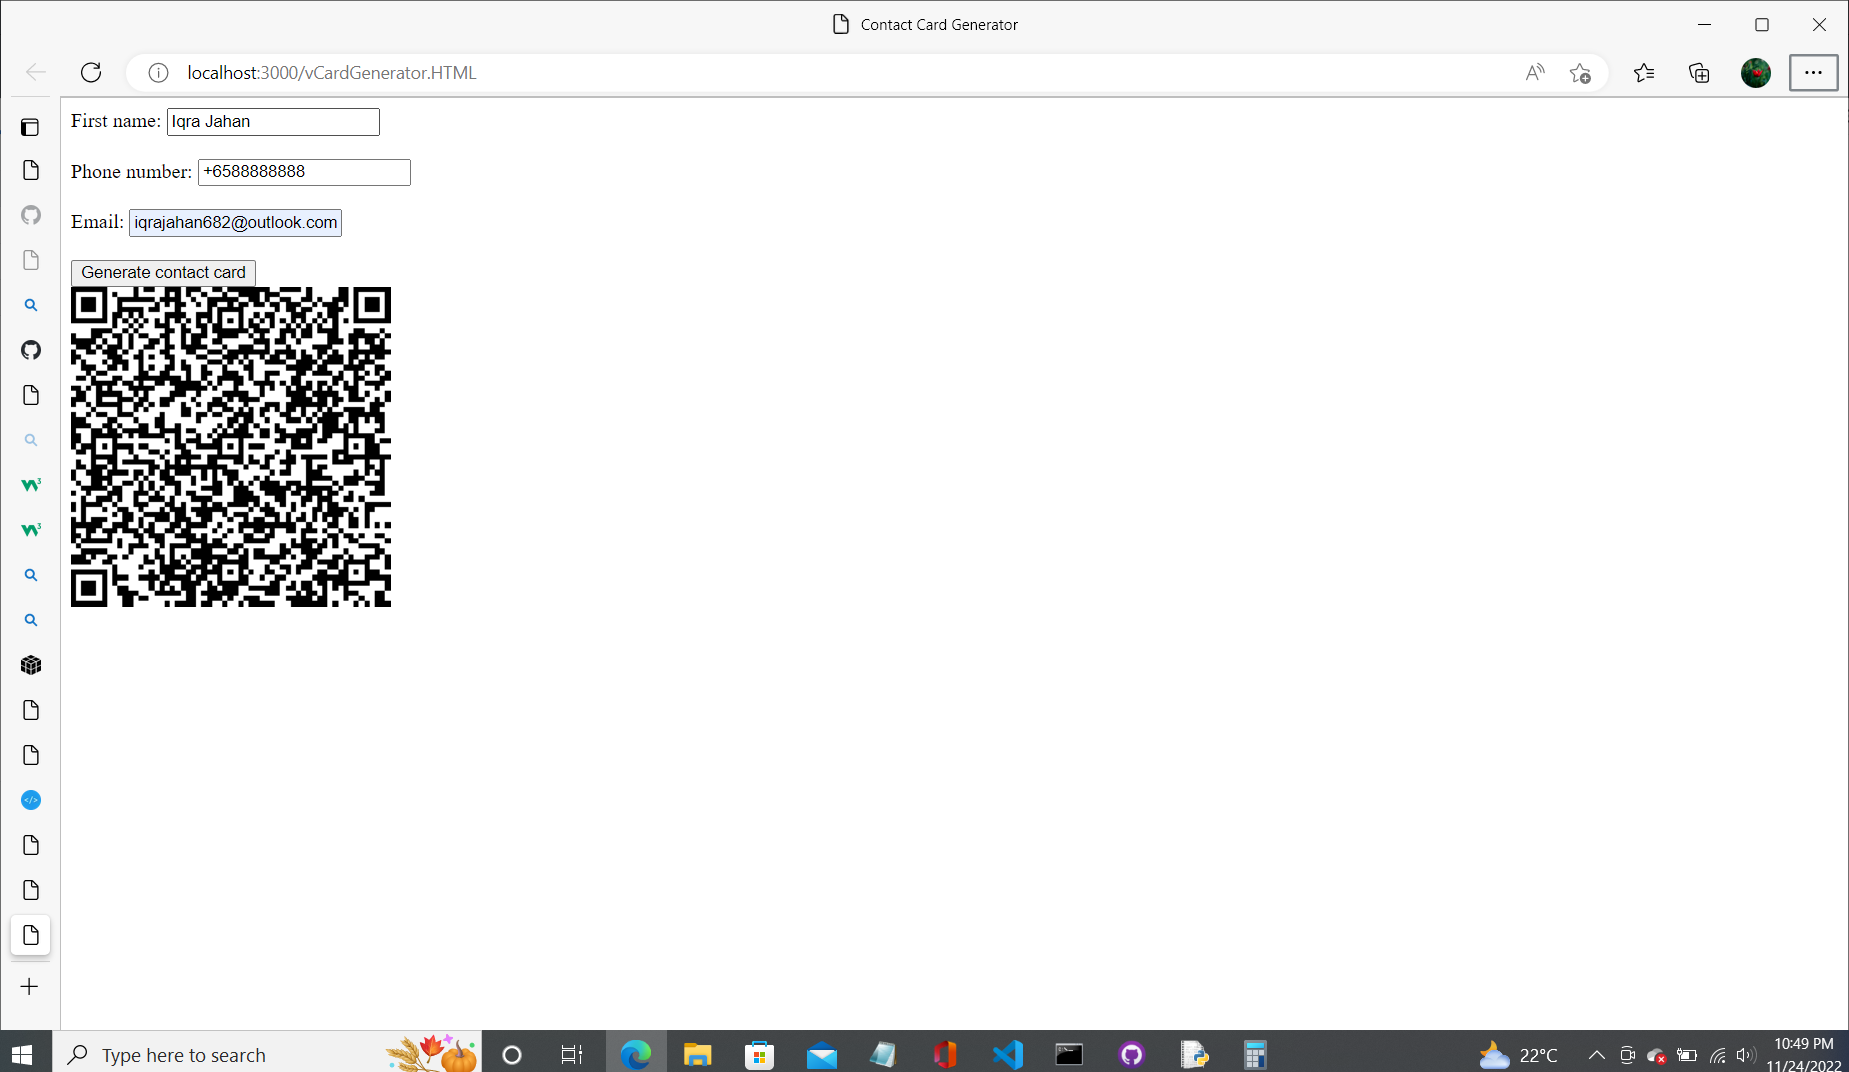 Contact Card Generator
localhost:3000/vCardGenerator.HTML
First name: Iqra Jahan
Phone number: +6588888888
Email: iqrajahan682@outlook.com
Generate contact card
Type here to search
22°C
10:49 PM
11/24/2022